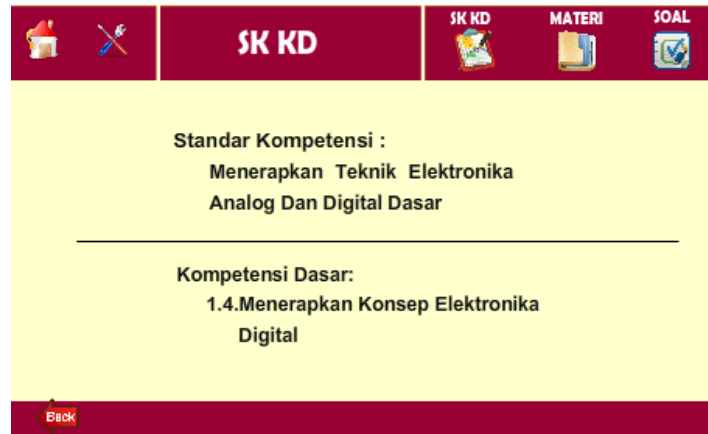 SK KD
SK KD
MATERI
SOAL
Standar Kompetensi :
Menerapkan Teknik Elektronika
Analog Dan Digital Dasar
Kompetensi Dasar:
1.4.Menerapkan Konsep Elektronika
Digital
Back